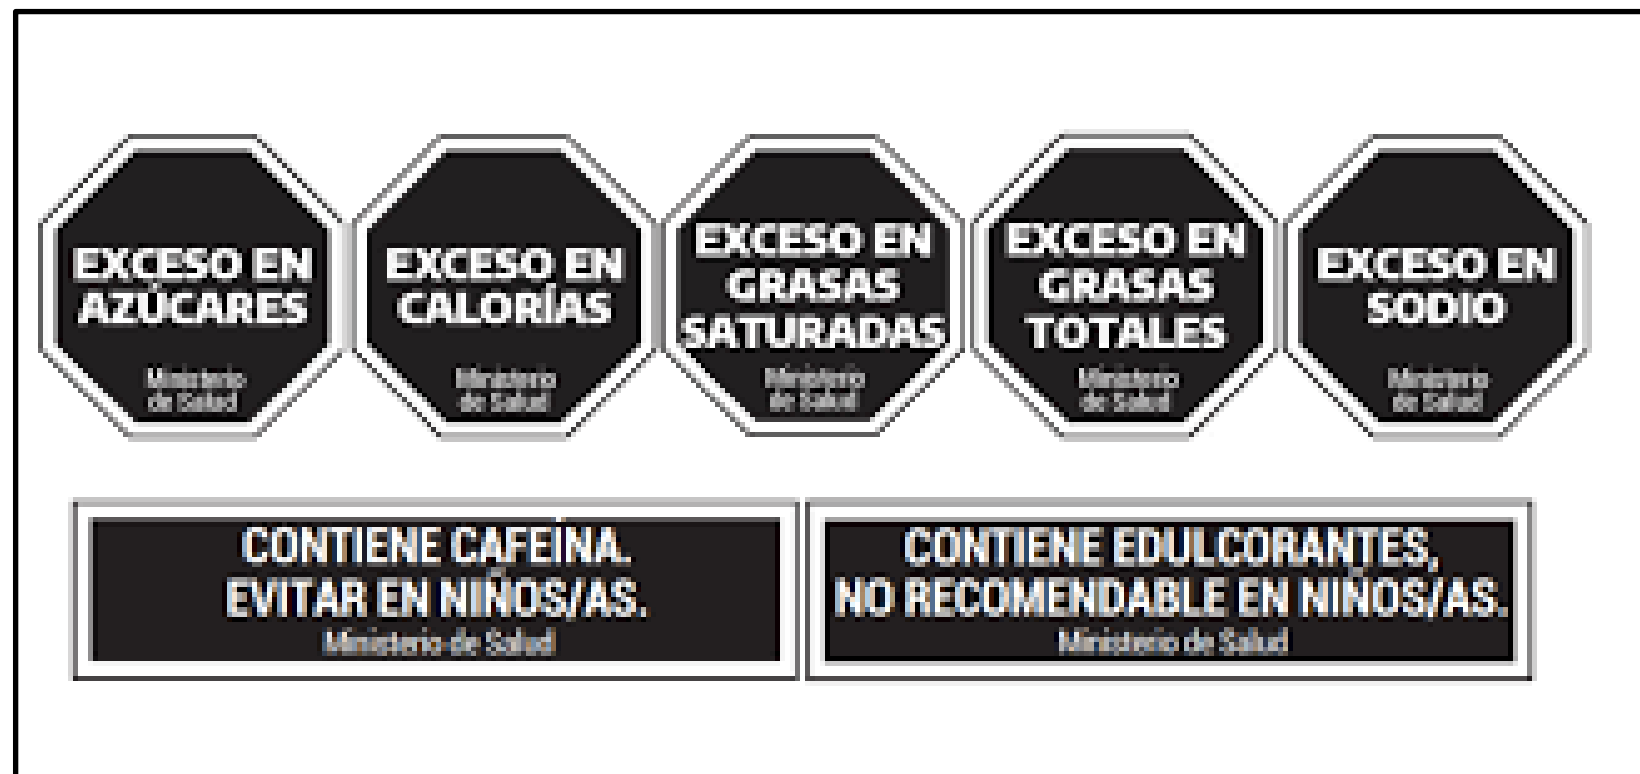 EXCESO EN
AZÚCARES
Ministerio
de Salud
EXCESO EN
CALORÍAS
Ministerio
de Salud
EXCESO EN
GRASAS
SATURADAS
Ministerio
de Salud
EXCESO EN
GRASAS
TOTALES
Ministerio
de Salud
EXCESO EN
SODIO
Ministerio
de Salud
CONTIENE CAFEÍNA.
EVITAR EN NIÑOS/AS.
Ministerio de Salud
CONTIENE EDULCORANTES,
NO RECOMENDABLE EN NIÑOS/AS.
Ministerio de Salud